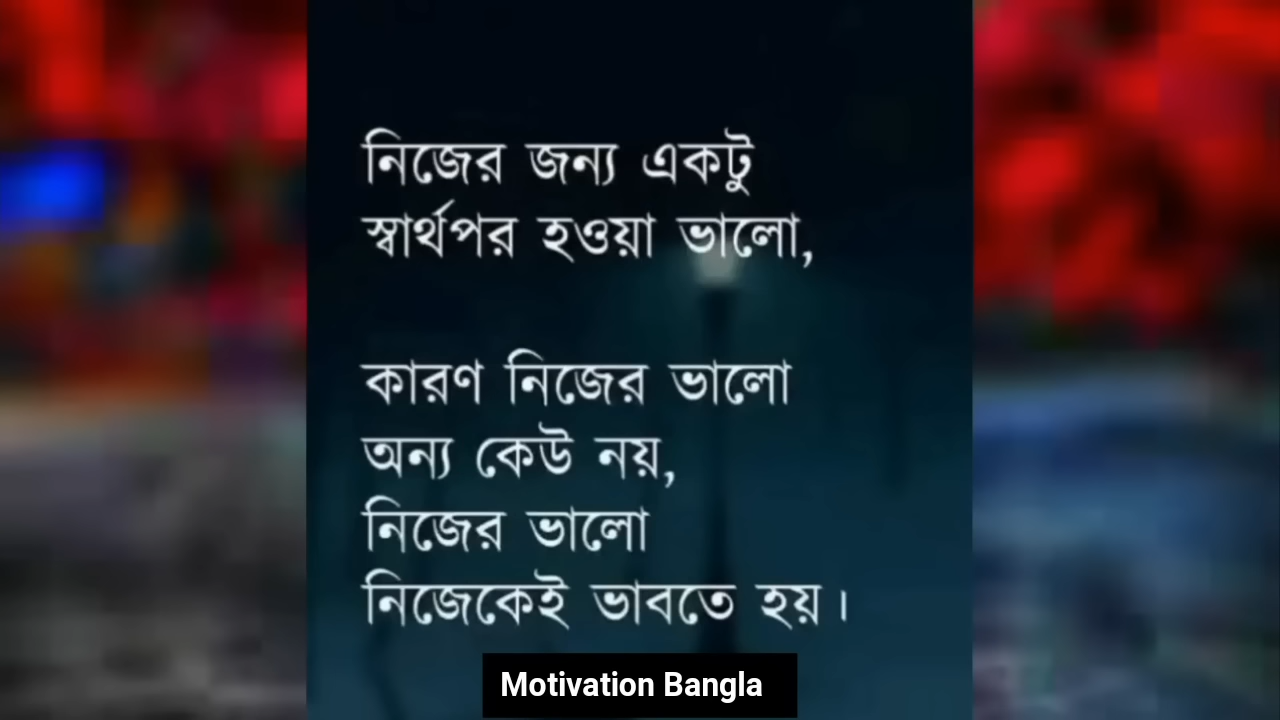 নিজের জন্য একটু
স্বার্থপর হওয়া ভালো,
কারণ নিজের ভালো
অন্য কেউ নয়,
নিজের ভালো
নিজেকেই ভাবতে হয়।
Motivation Bangla